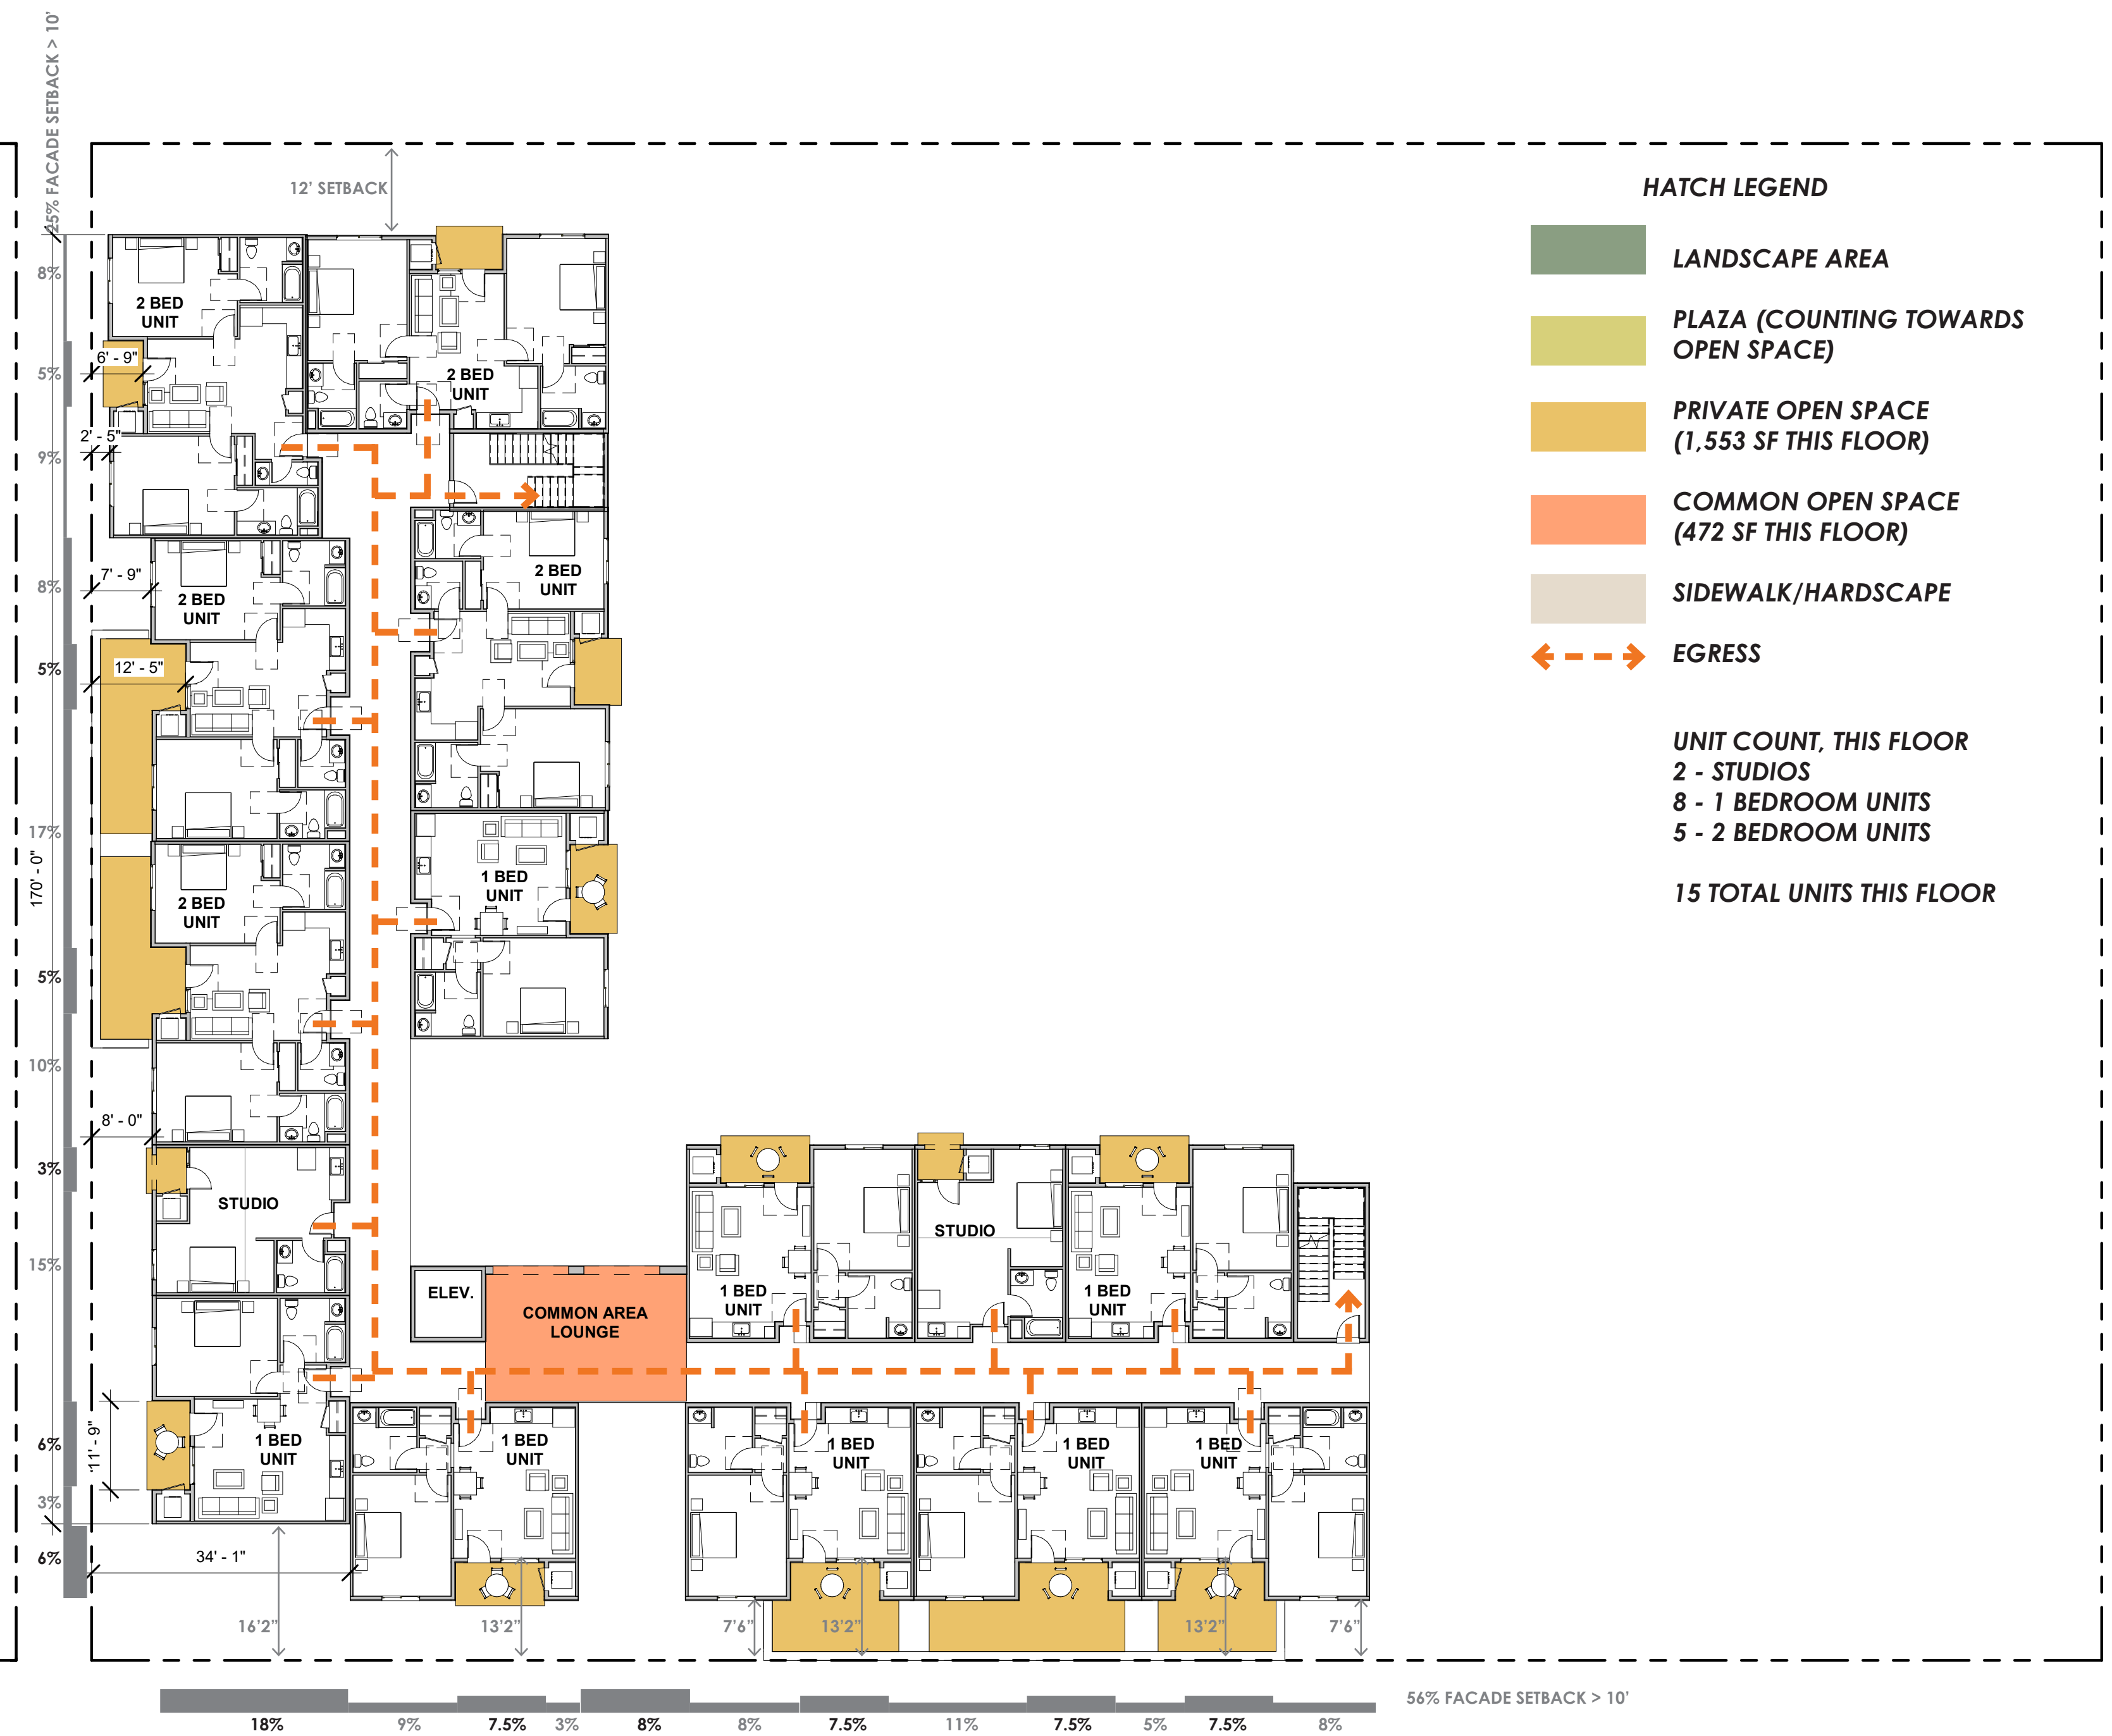 25% FACADE SETBACK > 10'
12' SETBACK
8%
2 BED
UNIT
6' - 9"
5%
2 BED
UNIT
2' - 5"
9%
7' - 9"
8%
2 BED
UNIT
2 BED
UNIT
12' - 5"
5%
17%
170' - 0"
1 BED
UNIT
2 BED
UNIT
5%
10%
8' - 0"
3%
STUDIO
15%
ELEV.
COMMON AREA
LOUNGE
1 BED
UNIT
STUDIO
1 BED
UNIT
11' - 9"
6%
1 BED
UNIT
1 BED
UNIT
1 BED
UNIT
1 BED
UNIT
1 BED
UNIT
3%
6%
34' - 1"
16'2"
13'2"
7'6"
13'2"
13'2"
7'6"
18%
9%
7.5%
3%
8%
8%
7.5%
11%
7.5%
5%
7.5%
8%
56% FACADE SETBACK > 10'
HATCH LEGEND
LANDSCAPE AREA
PLAZA (COUNTING TOWARDS
OPEN SPACE)
PRIVATE OPEN SPACE
(1,553 SF THIS FLOOR)
COMMON OPEN SPACE
(472 SF THIS FLOOR)
SIDEWALK/HARDSCAPE
EGRESS
UNIT COUNT, THIS FLOOR
2 - STUDIOS
8 - 1 BEDROOM UNITS
5 - 2 BEDROOM UNITS
15 TOTAL UNITS THIS FLOOR